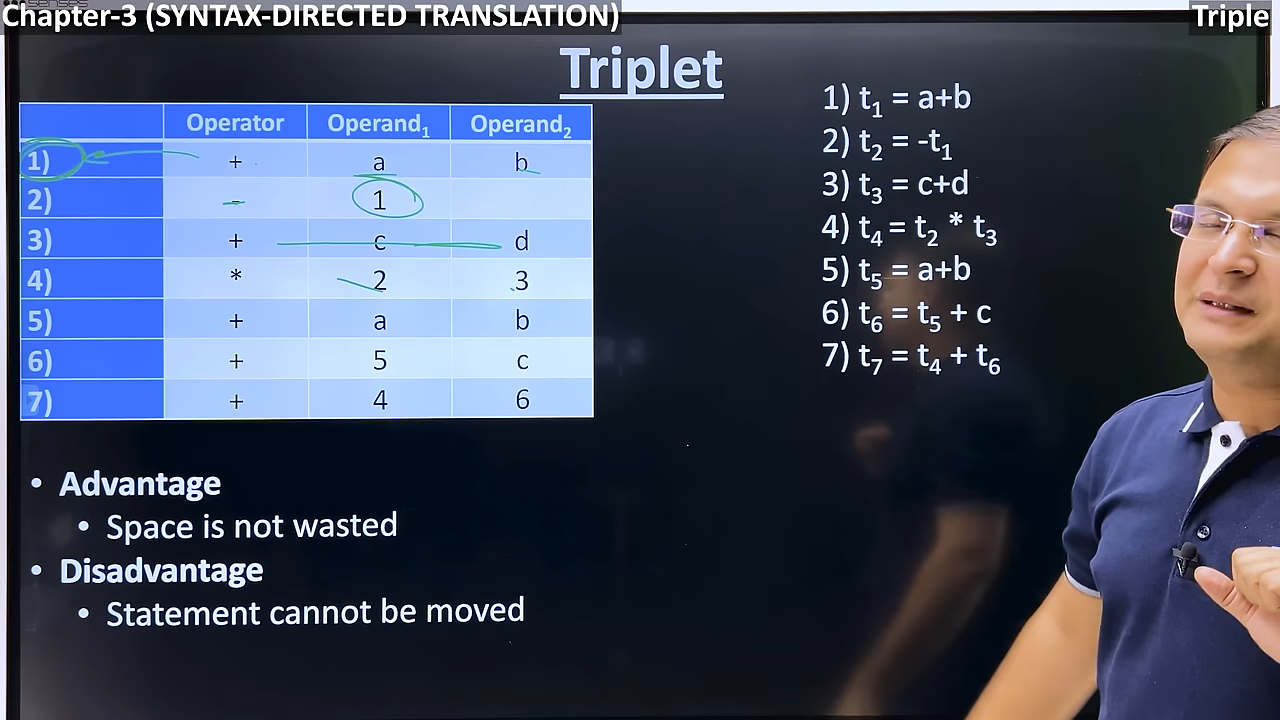 Chapter-3 (SYNTAX-DIRECTED TRANSLATION)
Triple
Triplet
Operator Operand₁ Operand₂
1) + a b
2) - 1
3) + c d
4) * 2 3
5) + a b
6) + 5 c
7) + 4 6
1) t₁ = a+b
2) t₂ = -t₁
3) t₃ = c+d
4) t₄ = t₂ * t₃
5) t₅ = a+b
6) t₆ = t₅ + c
7) t₇ = t₄ + t₆
• Advantage
• Space is not wasted
• Disadvantage
• Statement cannot be moved